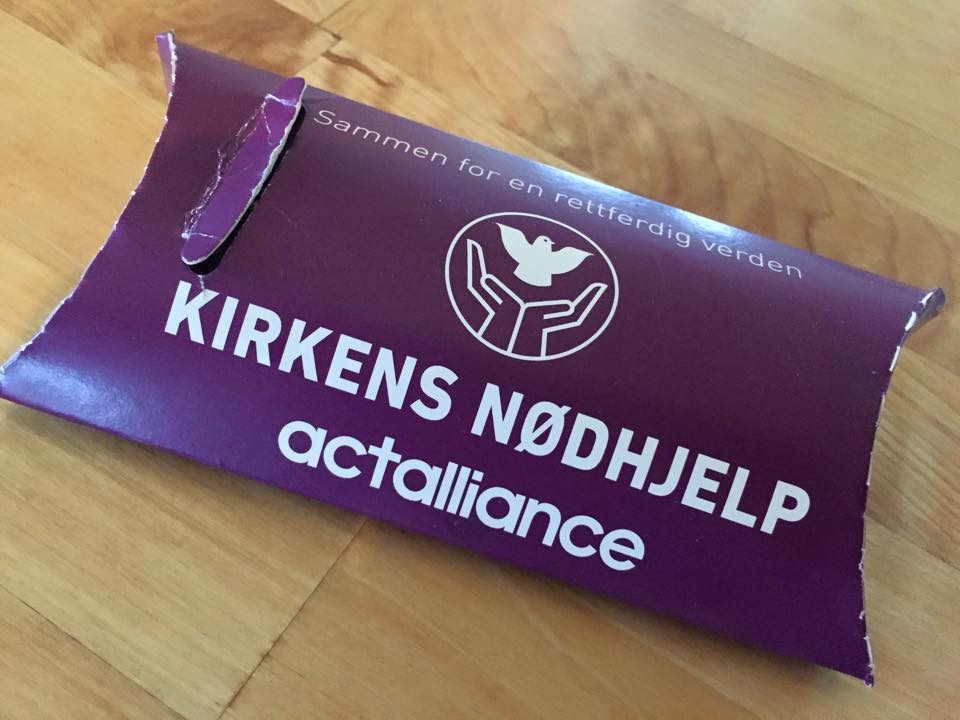 Sammen for en rettferdig verden
KIRKENS NØDHJELP
actalliance